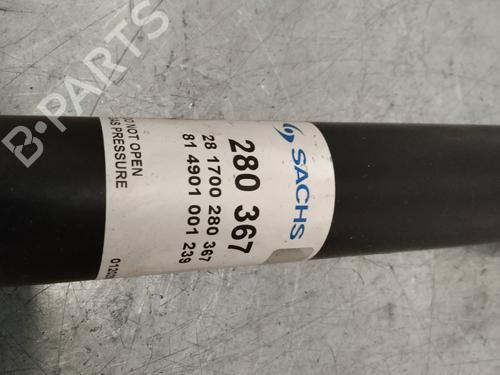 SACHS
280 367
28 1700 280 367
81 4901 001 239
DO NOT OPEN
GAS PRESSURE
B-PARTS